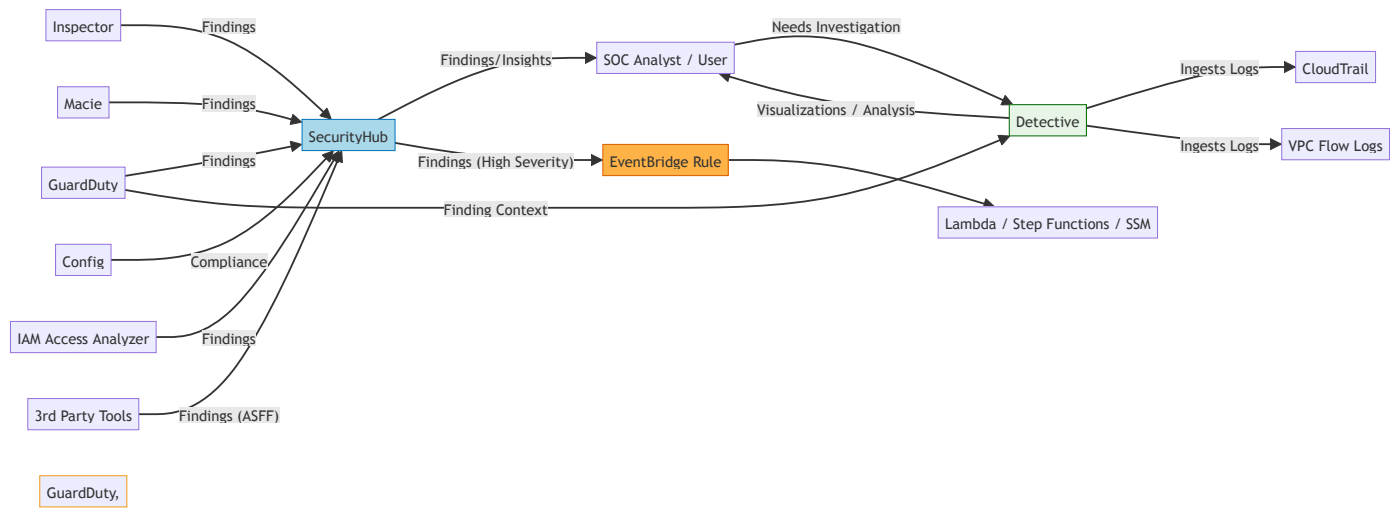 Inspector
Findings
Macie
Findings
GuardDuty
Findings
Config
Compliance
IAM Access Analyzer
Findings
3rd Party Tools
Findings (ASFF)
GuardDuty,
SecurityHub
Findings/Insights
Findings (High Severity)
Finding Context
SOC Analyst / User
EventBridge Rule
Needs Investigation
Visualizations / Analysis
Detective
Lambda / Step Functions / SSM
Ingests Logs
Ingests Logs
CloudTrail
VPC Flow Logs